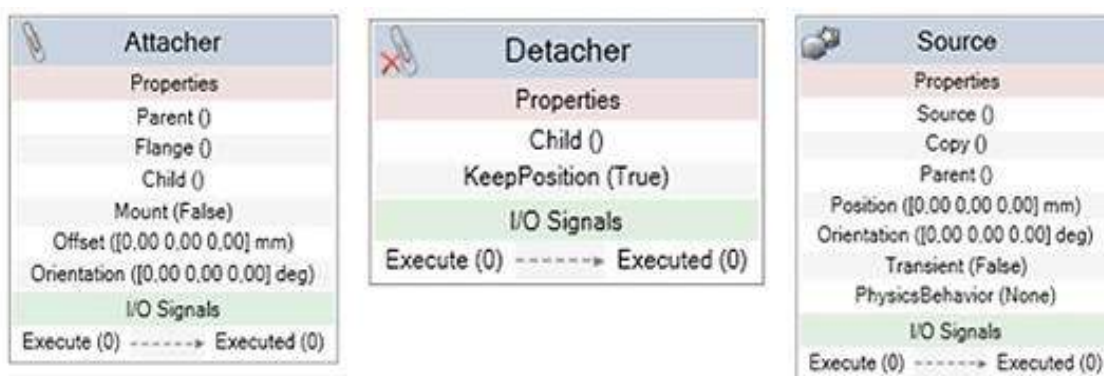 Attacher
Properties
Parent ()
Flange ()
Child ()
Mount (False)
Offset ([0.00 0.00 0.00] mm)
Orientation ([0.00 0.00 0.00] deg)
I/O Signals
Execute (0) Executed (0)
Detacher
Properties
Child ()
KeepPosition (True)
I/O Signals
Execute (0) Executed (0)
Source
Properties
Source ()
Copy ()
Parent ()
Position ([0.00 0.00 0.00] mm)
Orientation ([0.00 0.00 0.00] deg)
Transient (False)
PhysicsBehavior (None)
I/O Signals
Execute (0) Executed (0)